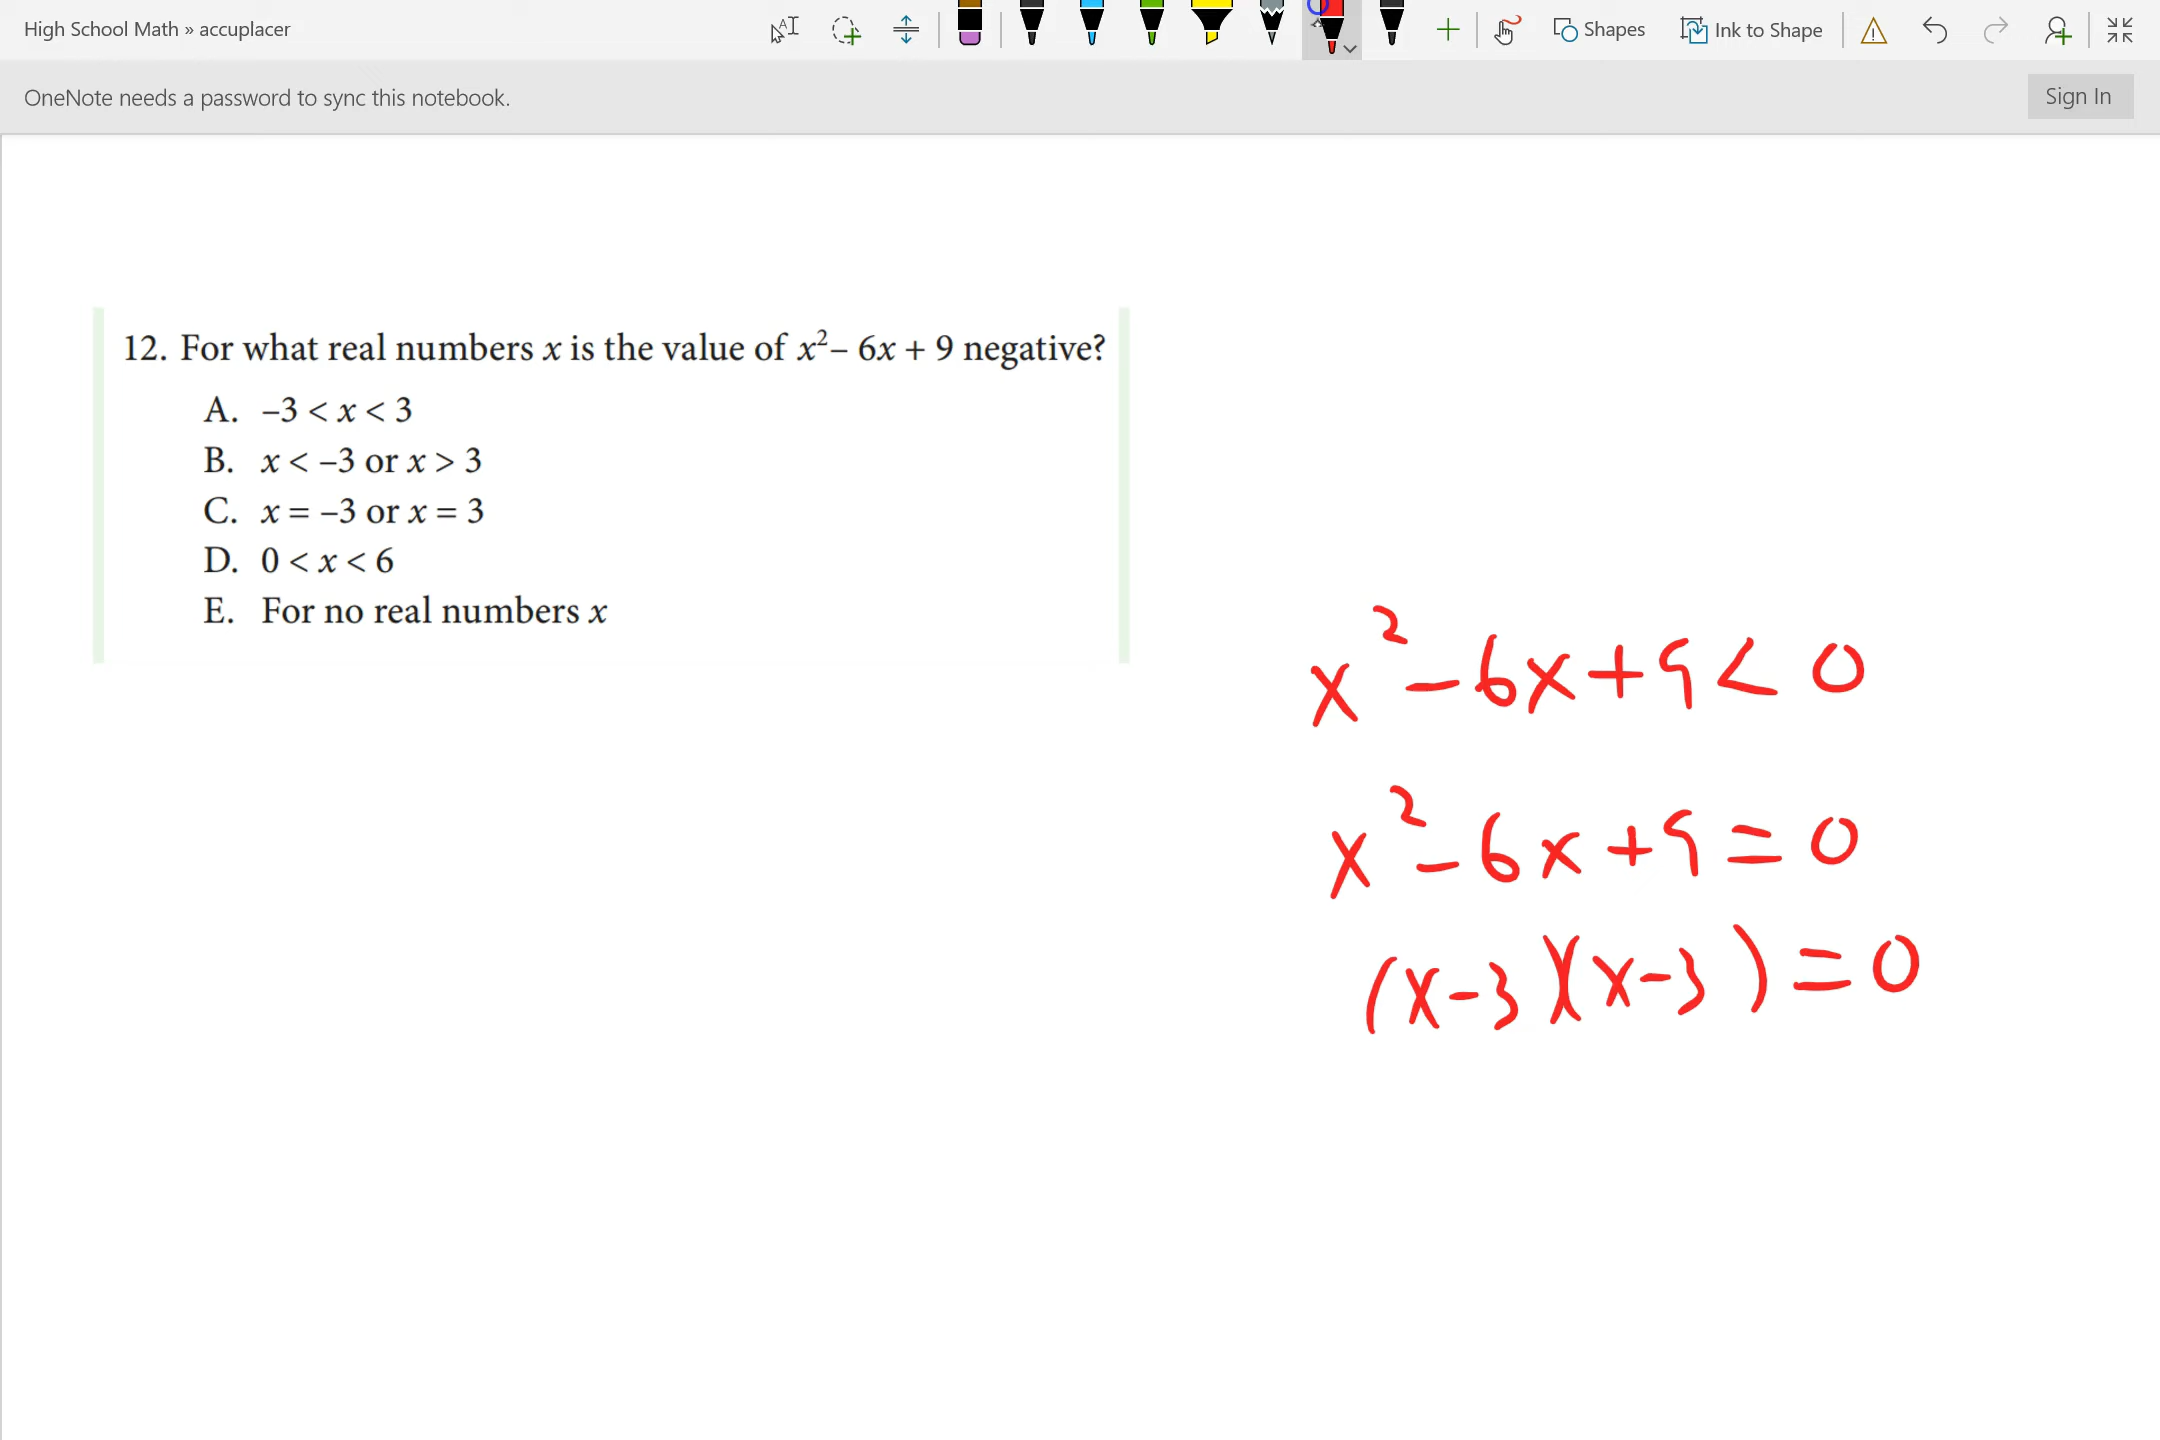 High School Math » accuplacer
Shapes
Ink to Shape
OneNote needs a password to sync this notebook.
Sign In
12. For what real numbers x is the value of x² – 6x + 9 negative?
A. –3 < x < 3
B. x < –3 or x > 3
C. x = –3 or x = 3
D. 0 < x < 6
E. For no real numbers x
x² – 6x + 9 < 0
x² – 6x + 9 = 0
(x – 3)(x – 3) = 0